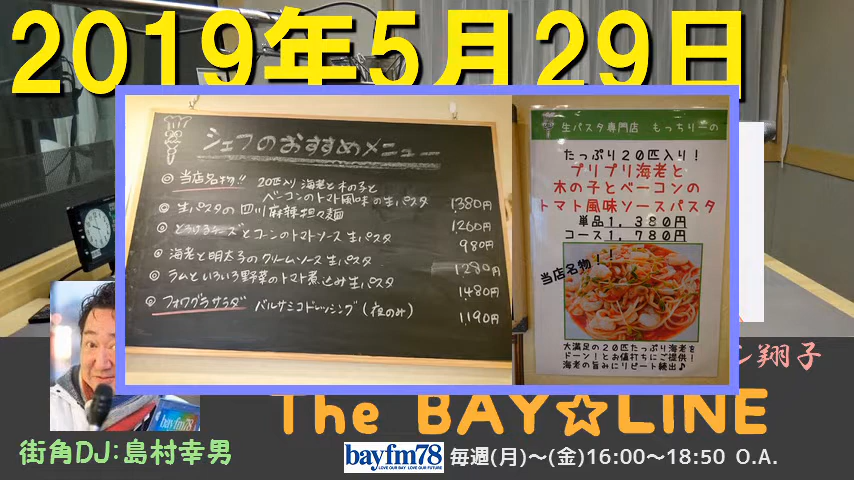 2019年5月29日
シェフのおすすめメニュー
◎ 当店名物!! 20匹入り 海老と木の子と
ベーコンのトマト風味の生パスタ 1,380円
◎ 生パスタの四川麻辣担々麺 1,260円
◎ とろけるチーズとコーンのトマトソース生パスタ 980円
◎ 海老と明太子のクリームソース生パスタ 1,280円
◎ ラムといろいろ野菜のトマト煮込み生パスタ 1,480円
◎ フォワグラサラダ バルサミコドレッシング(夜のみ) 1,190円
生パスタ専門店 もっちりーの
たっぷり20匹入り!
プリプリ海老と
木の子とベーコンの
トマト風味ソースパスタ
単品1,380円
コース1,780円
当店名物!!
大満足の20匹たっぷり海老を
ドーン!とお値打ちにご提供!
海老の旨みにリピート続出♪
翔子
The BAY☆LINE
bayfm78
街角DJ:島村幸男
bayfm78
LOVE OUR BAY LOVE OUR FUTURE
毎週(月)~(金)16:00~18:50 O.A.